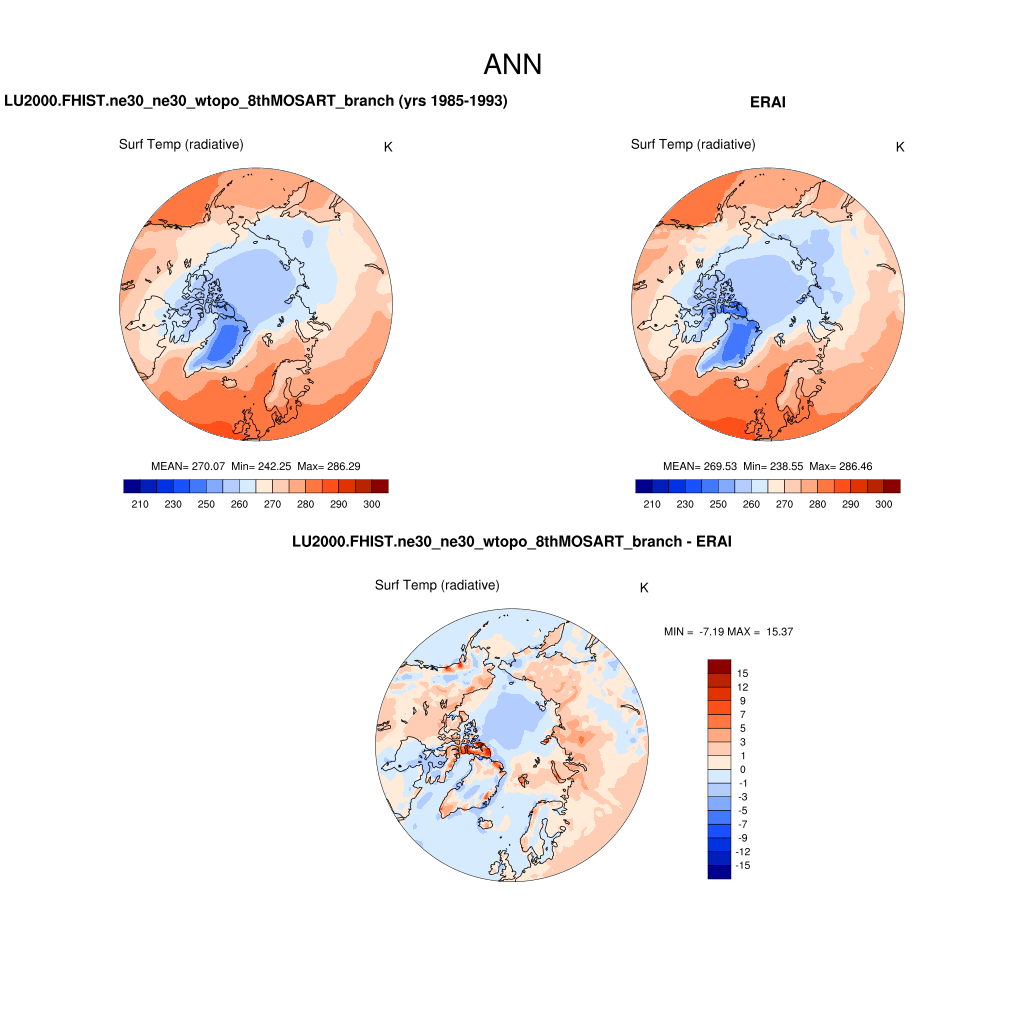 ANN
LU2000.FHIST.ne30_ne30_wtopo_8thMOSART_branch (yrs 1985-1993)
ERAI
Surf Temp (radiative) K
Surf Temp (radiative) K
MEAN= 270.07 Min= 242.25 Max= 286.29
MEAN= 269.53 Min= 238.55 Max= 286.46
210 230 250 260 270 280 290 300
210 230 250 260 270 280 290 300
LU2000.FHIST.ne30_ne30_wtopo_8thMOSART_branch - ERAI
Surf Temp (radiative) K
MIN = -7.19 MAX = 15.37
15
12
9
7
5
3
1
0
-1
-3
-5
-7
-9
-12
-15